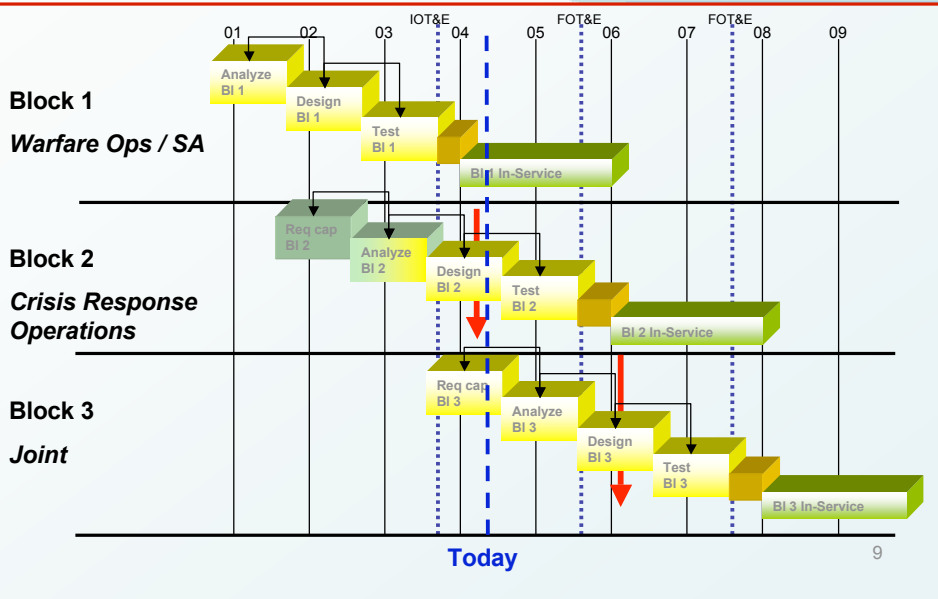 IOT&E FOT&E FOT&E
01 02 03 04 05 06 07 08 09
Block 1
Warfare Ops / SA
Analyze
Bl 1
Design
Bl 1
Test
Bl 1
Bl 1 In-Service
Block 2
Crisis Response
Operations
Req cap
Bl 2
Analyze
Bl 2
Design
Bl 2
Test
Bl 2
Bl 2 In-Service
Block 3
Joint
Req cap
Bl 3
Analyze
Bl 3
Design
Bl 3
Test
Bl 3
Bl 3 In-Service
Today
9